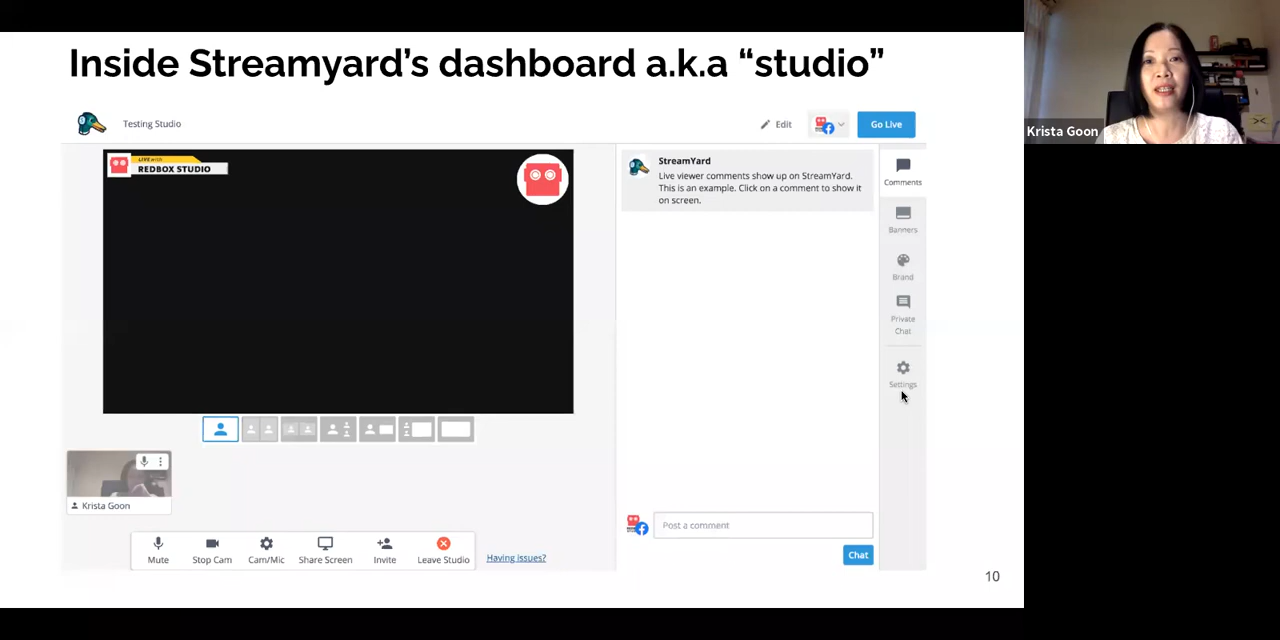 Inside Streamyard's dashboard a.k.a “studio”
Krista Goon
Testing Studio
Edit
Go Live
LIVE with
REDBOX STUDIO
StreamYard
Live viewer comments show up on StreamYard.
This is an example. Click on a comment to show it
on screen.
Comments
Banners
Brand
Private
Chat
Settings
Krista Goon
Post a comment
Chat
Mute
Stop Cam
Cam/Mic
Share Screen
Invite
Leave Studio
Having issues?
10